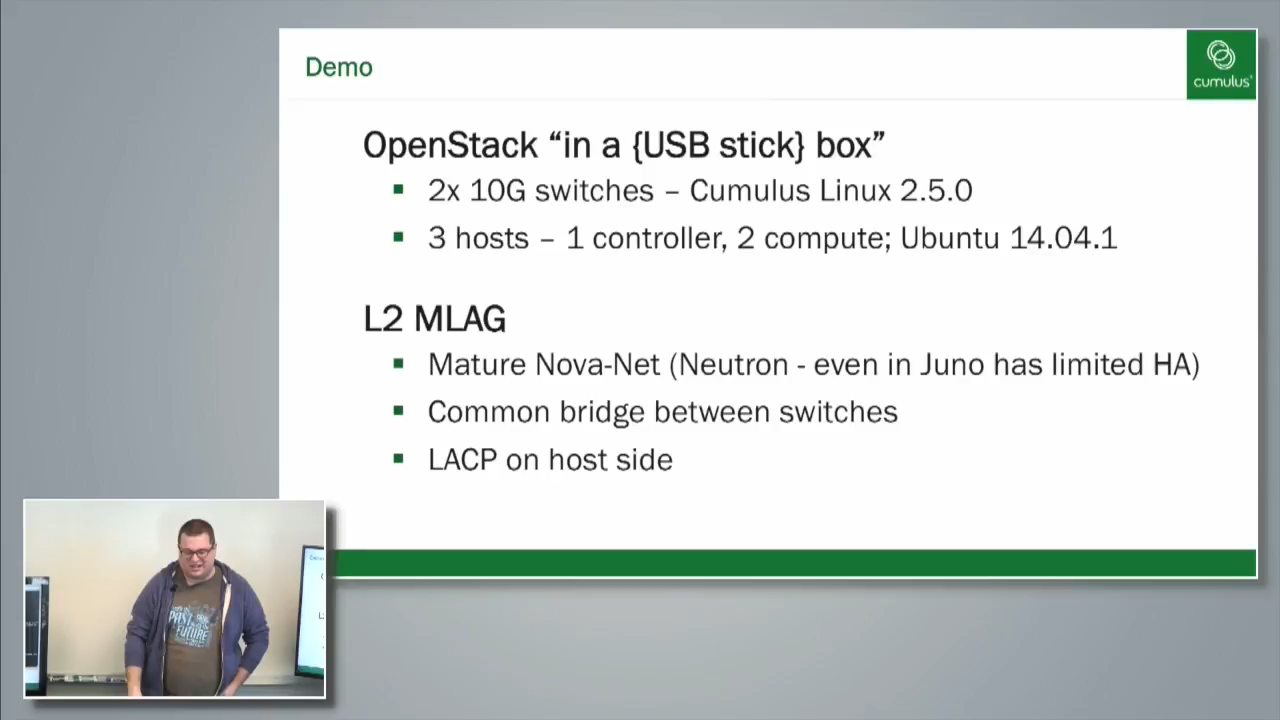 Demo
cumulus
OpenStack “in a {USB stick} box”
2x 10G switches – Cumulus Linux 2.5.0
3 hosts – 1 controller, 2 compute; Ubuntu 14.04.1
L2 MLAG
Mature Nova-Net (Neutron - even in Juno has limited HA)
Common bridge between switches
LACP on host side
PAST
FUTURE